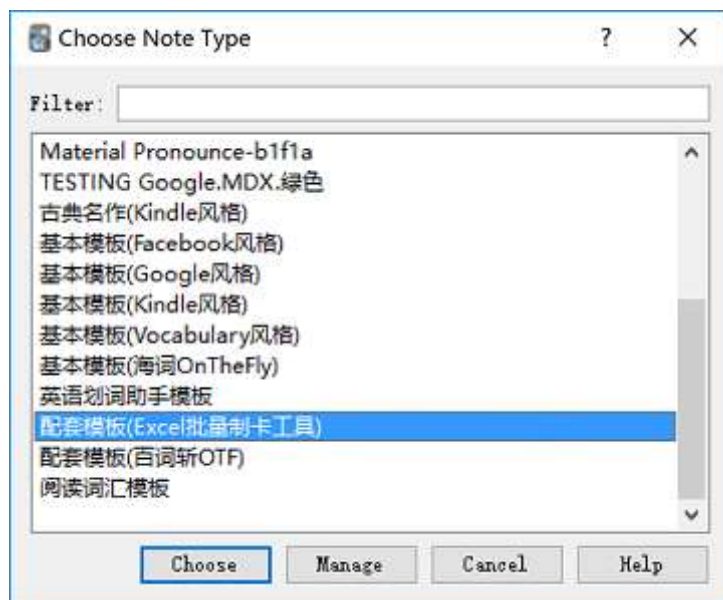 Choose Note Type
Filter:
Material Pronounce-b1f1a
TESTING Google.MDX.绿色
古典名作(Kindle风格)
基本模板(Facebook风格)
基本模板(Google风格)
基本模板(Kindle风格)
基本模板(Vocabulary风格)
基本模板(海词OnTheFly)
英语划词助手模板
配套模板(Excel批量制卡工具)
配套模板(百词斩OTF)
阅读词汇模板
Choose Manage Cancel Help